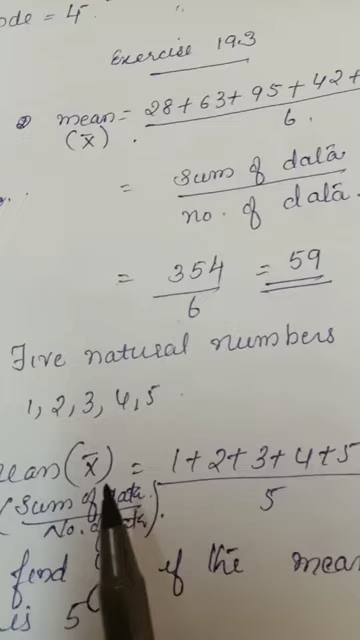 ode = 4
Exercise 19.3
mean = 28 + 63 + 95 + 42 +
(x̄) . 6.
= Sum of data
no. of data.
= 354 = 59
6
Five natural numbers
1, 2, 3, 4, 5
mean (x̄) = 1+2+3+4+5
(Sum of data). 5
No. of data
find if the mean
is 5